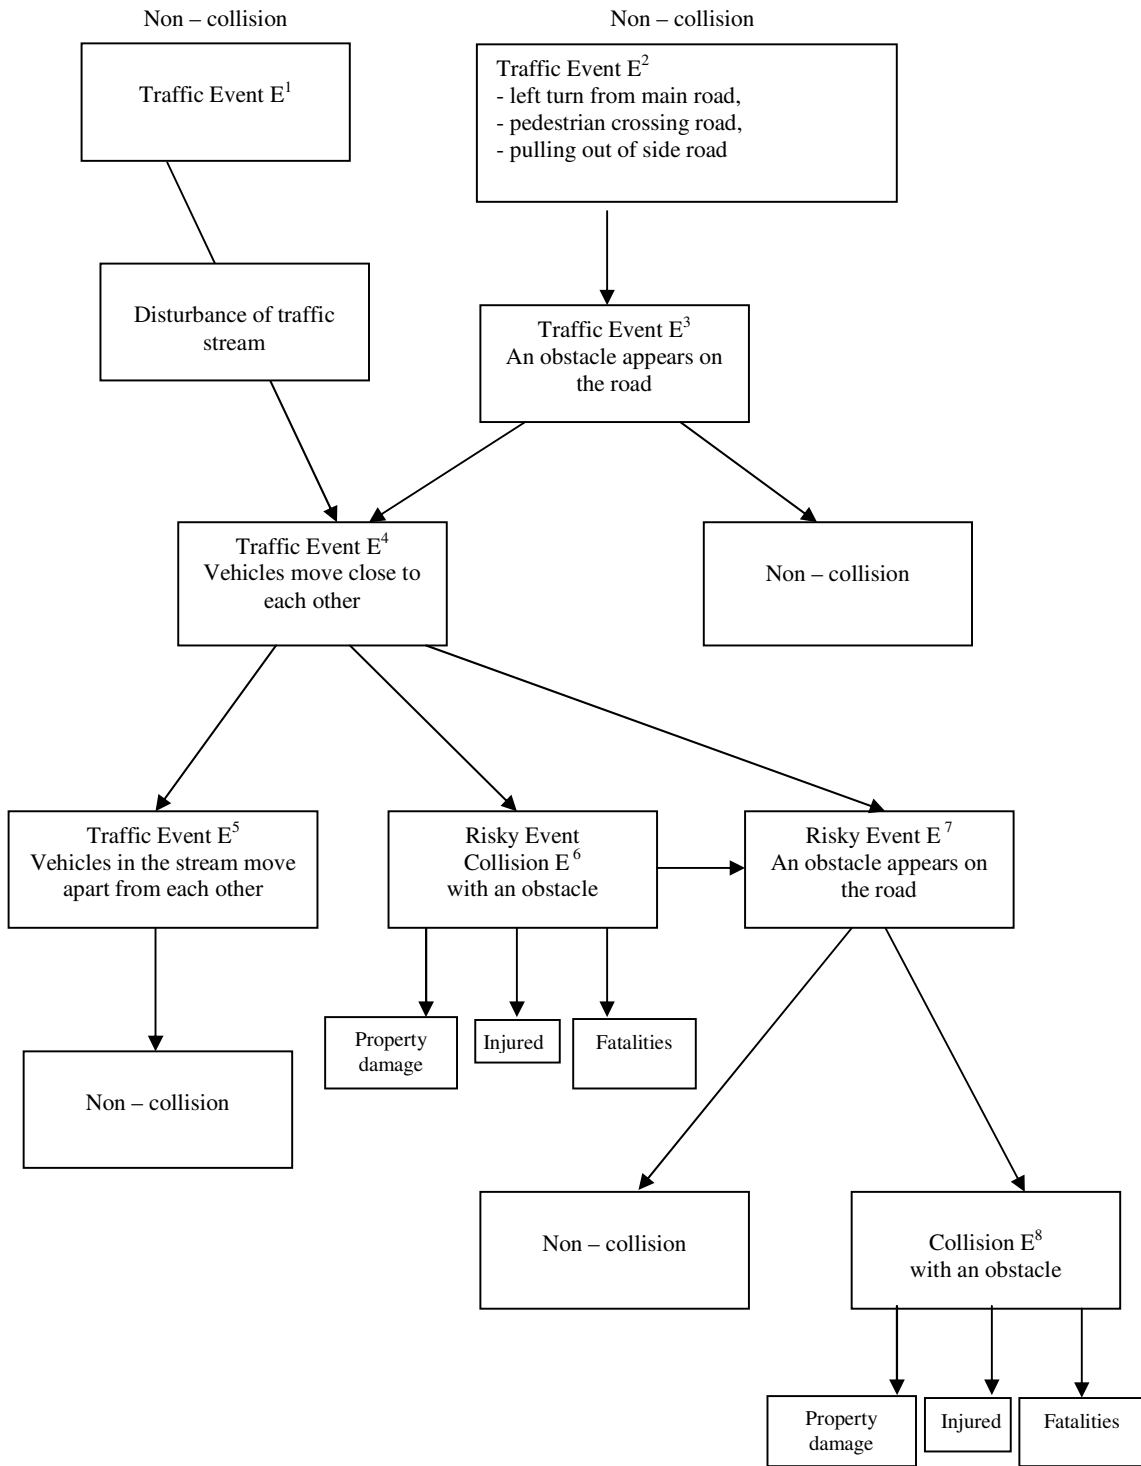 Non – collision
Non – collision
Traffic Event E¹
Traffic Event E²
- left turn from main road,
- pedestrian crossing road,
- pulling out of side road
Disturbance of traffic
stream
Traffic Event E³
An obstacle appears on
the road
Traffic Event E⁴
Vehicles move close to
each other
Non – collision
Traffic Event E⁵
Vehicles in the stream move
apart from each other
Risky Event
Collision E⁶
with an obstacle
Risky Event E⁷
An obstacle appears on
the road
Property
damage
Injured
Fatalities
Non – collision
Non – collision
Collision E⁸
with an obstacle
Property
damage
Injured
Fatalities